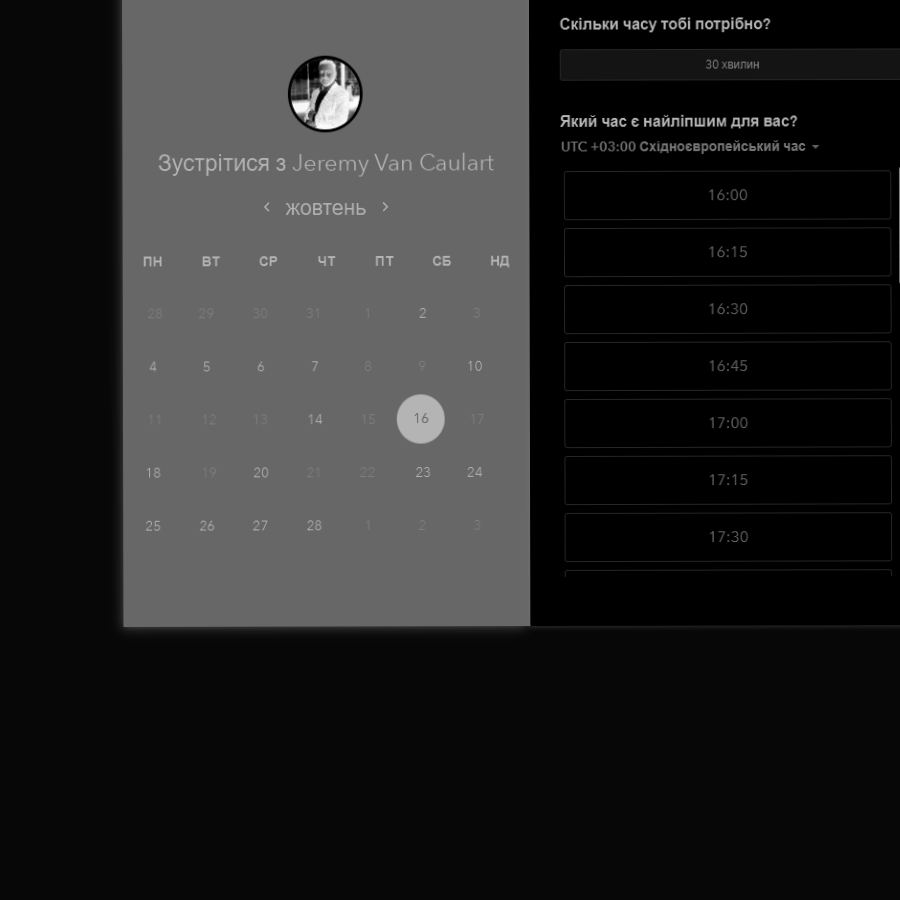 Зустрітися з Jeremy Van Caulart
жовтень
ПН ВТ СР ЧТ ПТ СБ НД
28 29 30 31 1 2 3
4 5 6 7 8 9 10
11 12 13 14 15 16 17
18 19 20 21 22 23 24
25 26 27 28 1 2 3
Скільки часу тобі потрібно?
30 хвилин
Який час є найліпшим для вас?
UTC +03:00 Східноєвропейський час
16:00
16:15
16:30
16:45
17:00
17:15
17:30